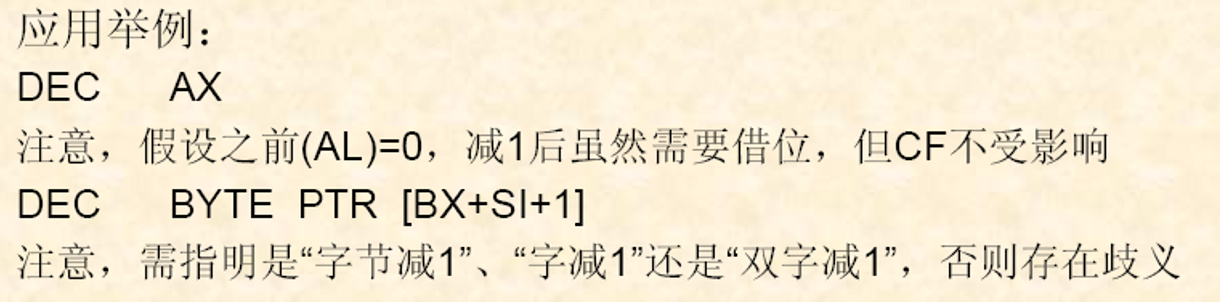 应用举例：
DEC AX
注意，假设之前(AL)=0，减1后虽然需要借位，但CF不受影响
DEC BYTE PTR [BX+SI+1]
注意，需指明是“字节减1”、“字减1”还是“双字减1”，否则存在歧义